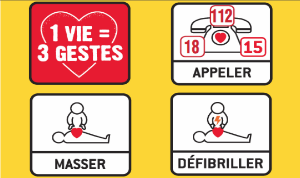 1 VIE =
3 GESTES
112
18
15
APPELER
MASSER
DÉFIBRILLER